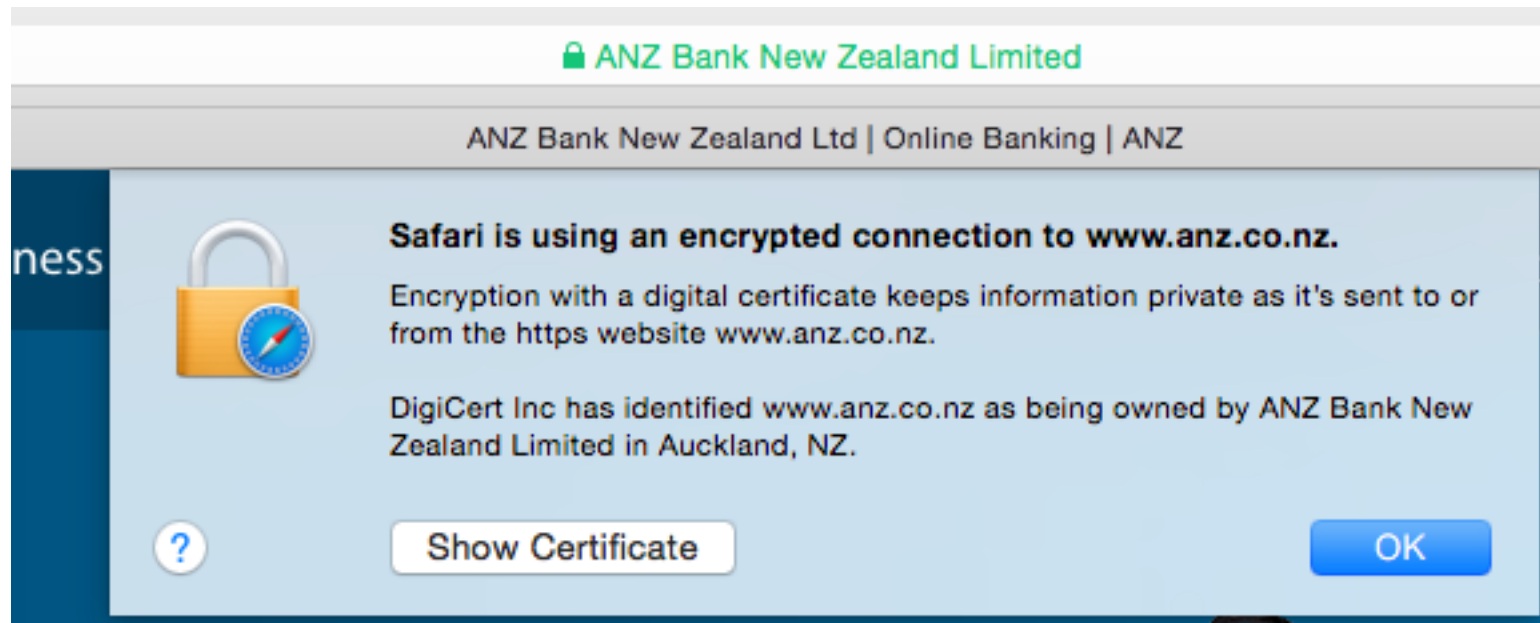 ANZ Bank New Zealand Limited
ANZ Bank New Zealand Ltd | Online Banking | ANZ
ness
Safari is using an encrypted connection to www.anz.co.nz.
Encryption with a digital certificate keeps information private as it's sent to or
from the https website www.anz.co.nz.
DigiCert Inc has identified www.anz.co.nz as being owned by ANZ Bank New
Zealand Limited in Auckland, NZ.
?
Show Certificate
OK